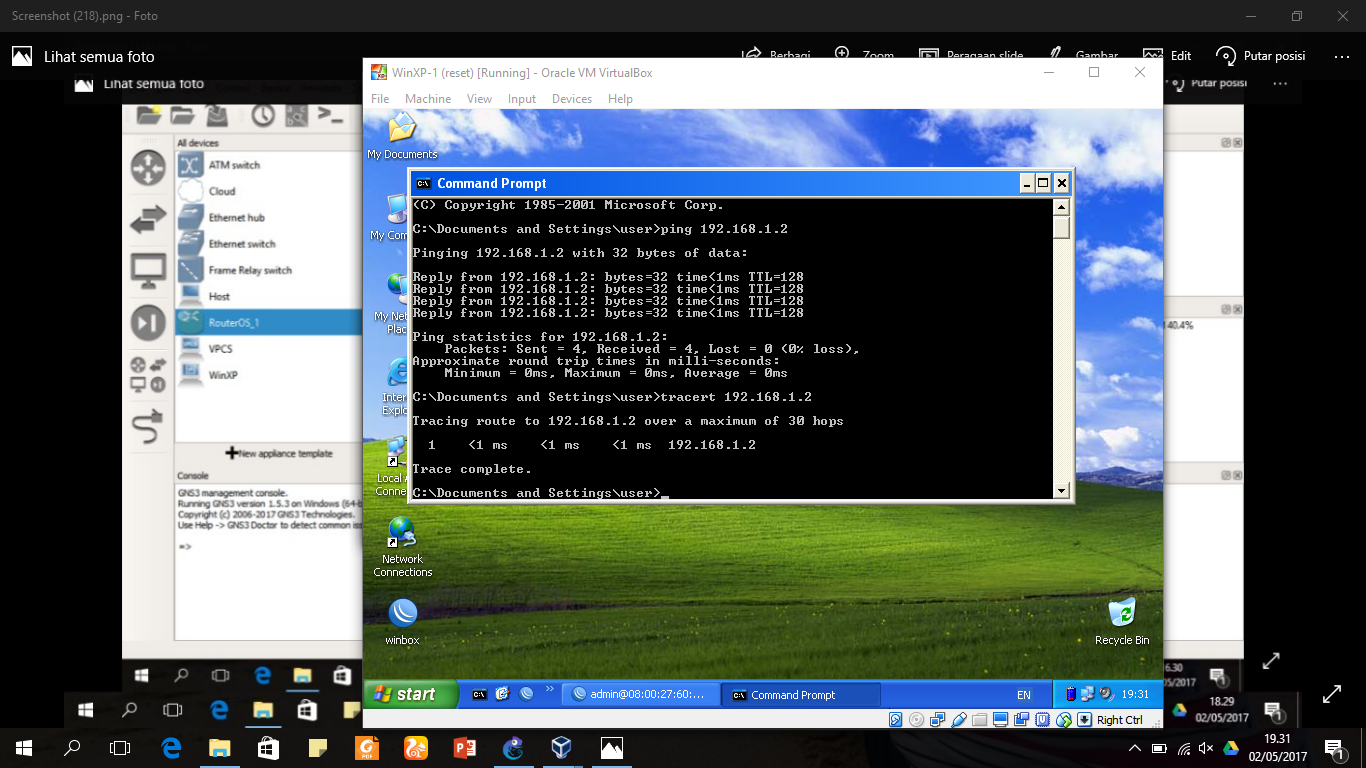 Screenshot (218).png - Foto
Lihat semua foto
Berbagi
Zoom
Peragaan slide
Gambar
Edit
Putar posisi
Lihat semua foto
Putar posisi
WinXP-1 (reset) [Running] - Oracle VM VirtualBox
File Machine View Input Devices Help
All devices
ATM switch
Cloud
Ethernet hub
Ethernet switch
Frame Relay switch
Host
RouterOS_1
VPCS
WinXP
New appliance template
Console
GNS3 management console.
Running GNS3 version 1.5.3 on Windows (64-b
Copyright (c) 2006-2017 GNS3 Technologies.
Use Help -> GNS3 Doctor to detect common iss
=>
My Documents
My Com
My Net
Plac
Inter
Explo
Local A
Conne
Network
Connections
winbox
Recycle Bin
Command Prompt
(C) Copyright 1985-2001 Microsoft Corp.
C:\Documents and Settings\user>ping 192.168.1.2
Pinging 192.168.1.2 with 32 bytes of data:
Reply from 192.168.1.2: bytes=32 time<1ms TTL=128
Reply from 192.168.1.2: bytes=32 time<1ms TTL=128
Reply from 192.168.1.2: bytes=32 time<1ms TTL=128
Reply from 192.168.1.2: bytes=32 time<1ms TTL=128
Ping statistics for 192.168.1.2:
Packets: Sent = 4, Received = 4, Lost = 0 (0% loss),
Approximate round trip times in milli-seconds:
Minimum = 0ms, Maximum = 0ms, Average = 0ms
C:\Documents and Settings\user>tracert 192.168.1.2
Tracing route to 192.168.1.2 over a maximum of 30 hops
1 <1 ms <1 ms <1 ms 192.168.1.2
Trace complete.
C:\Documents and Settings\user>_
40.4%
start
admin@08:00:27:60:...
Command Prompt
EN
19:31
Right Ctrl
6.30
05/2017
18.29
02/05/2017
19.31
02/05/2017